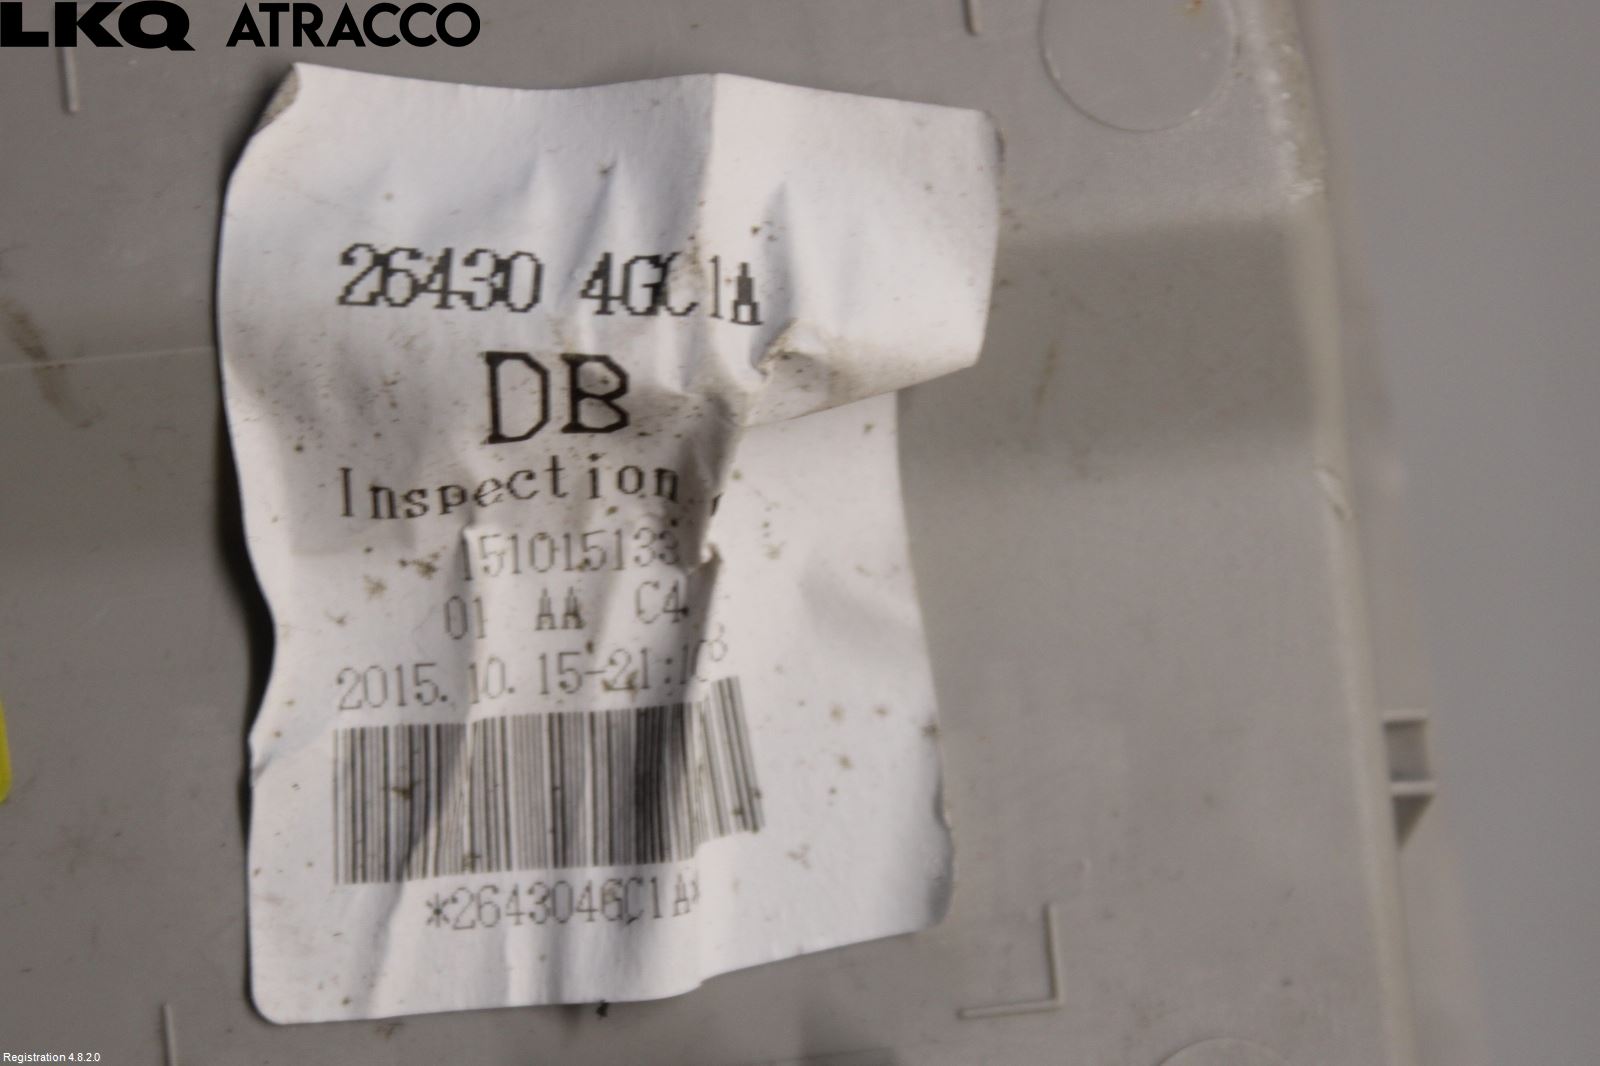 LKQ ATRACCO
26430 4GC1A
DB
Inspection
151015133
01 AA C4
2015.10.15-21:1
*264304GC1A*
Registration 4.8.2.0